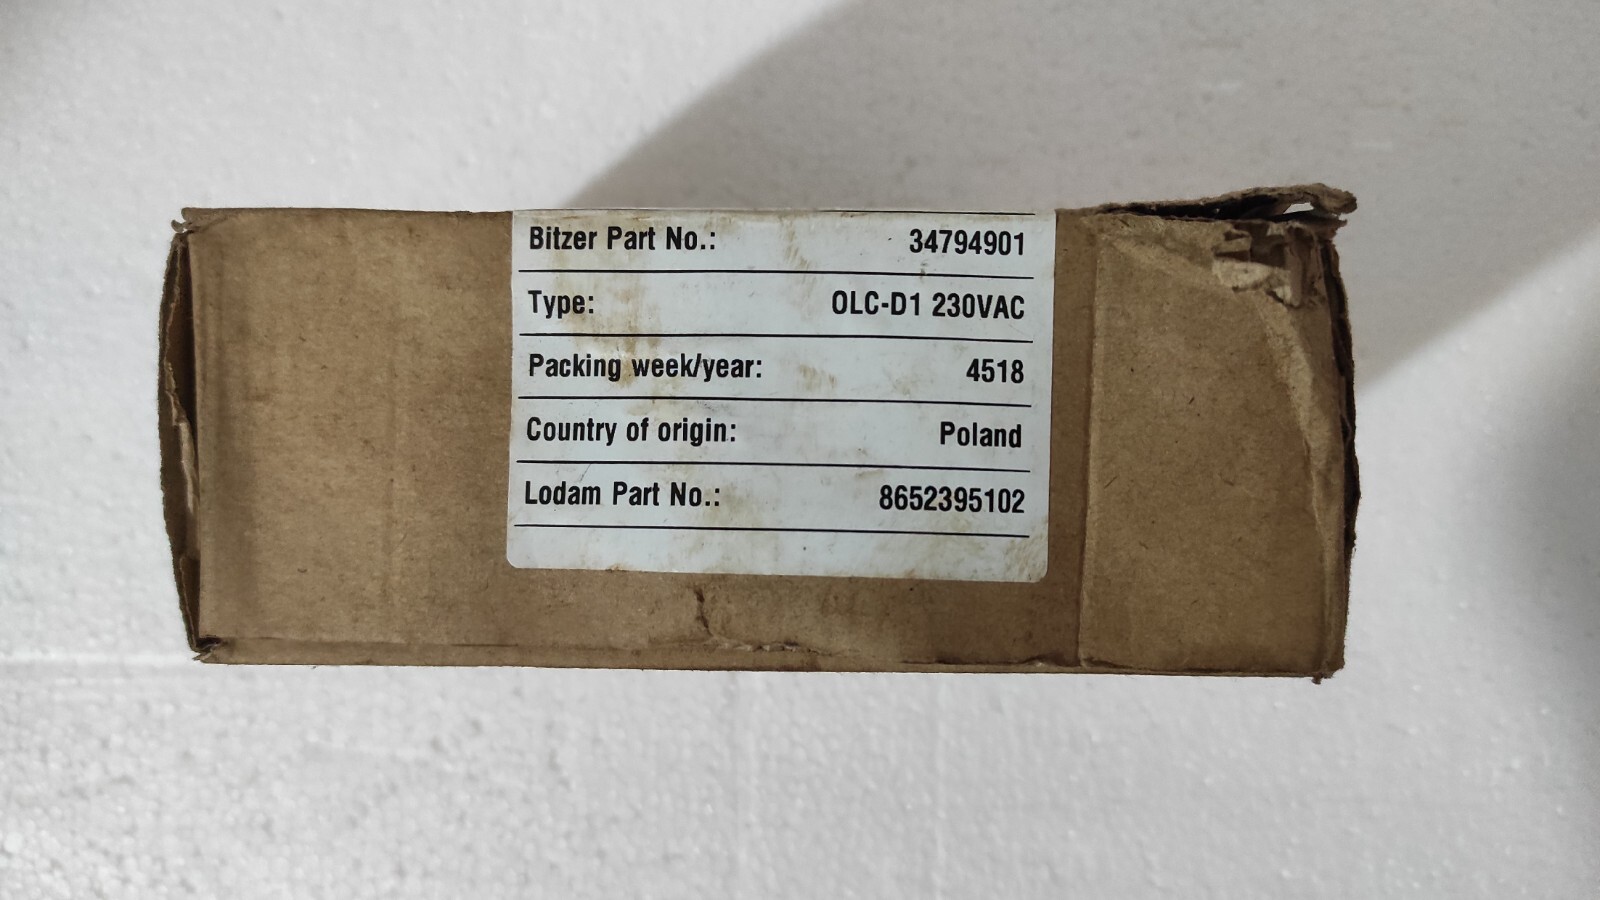 Bitzer Part No.: 34794901
Type: OLC-D1 230VAC
Packing week/year: 4518
Country of origin: Poland
Lodam Part No.: 8652395102